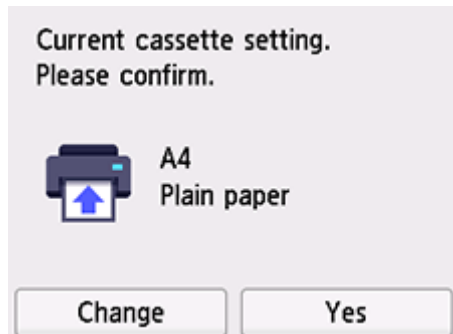 Current cassette setting.
Please confirm.
A4
Plain paper
Change
Yes